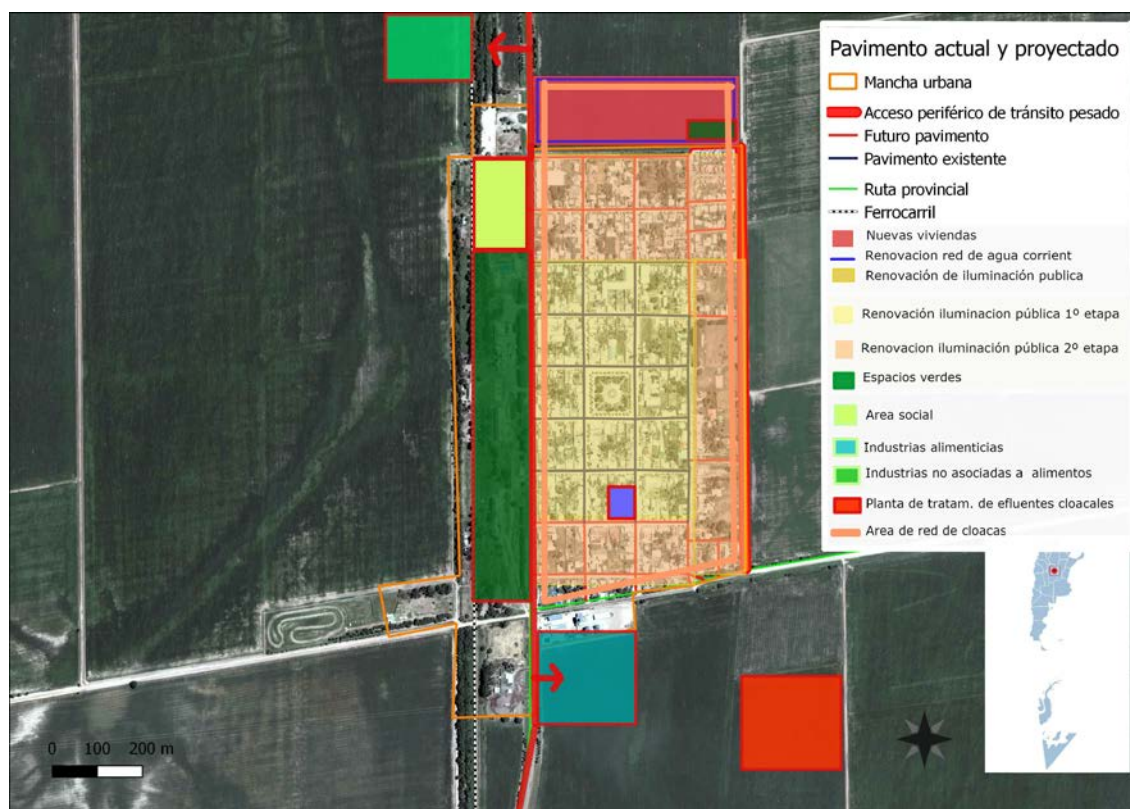 Pavimento actual y proyectado
Mancha urbana
Acceso periférico de tránsito pesado
Futuro pavimento
Pavimento existente
Ruta provincial
Ferrocarril
Nuevas viviendas
Renovacion red de agua corrient
Renovación de iluminación publica
Renovación iluminacion pública 1º etapa
Renovacion iluminación pública 2º etapa
Espacios verdes
Area social
Industrias alimenticias
Industrias no asociadas a alimentos
Planta de tratam. de efluentes cloacales
Area de red de cloacas
0 100 200 m